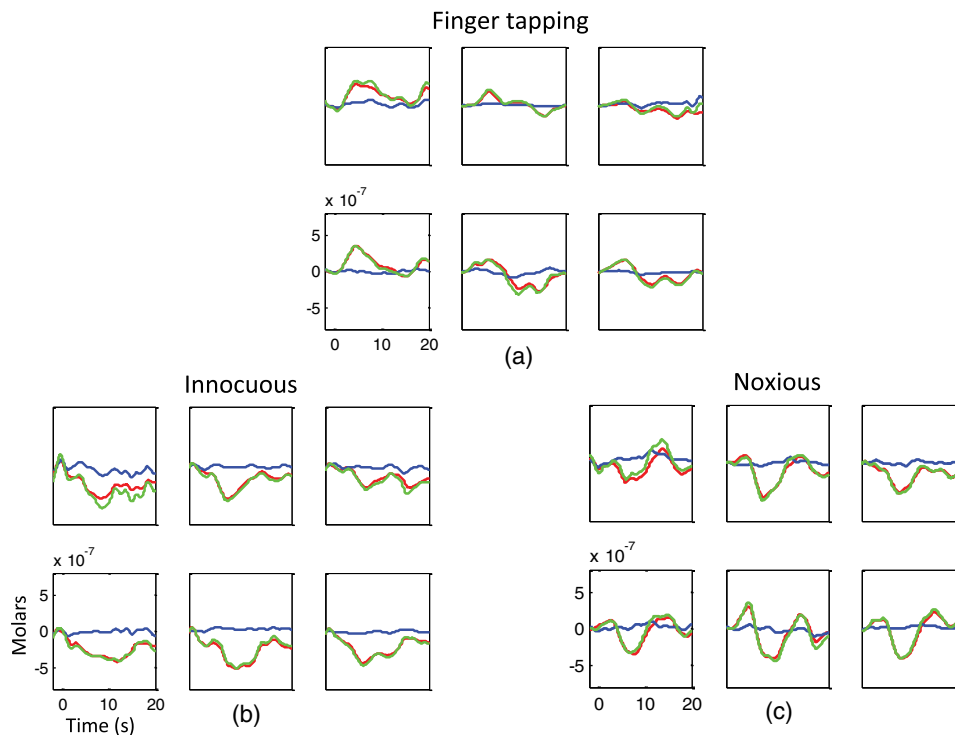 Finger tapping
x 10⁻⁷
5
0
-5
0 10 20
(a)
Innocuous
Noxious
x 10⁻⁷
5
0
-5
Molars
0 10 20
Time (s)
(b)
x 10⁻⁷
5
0
-5
0 10 20
(c)